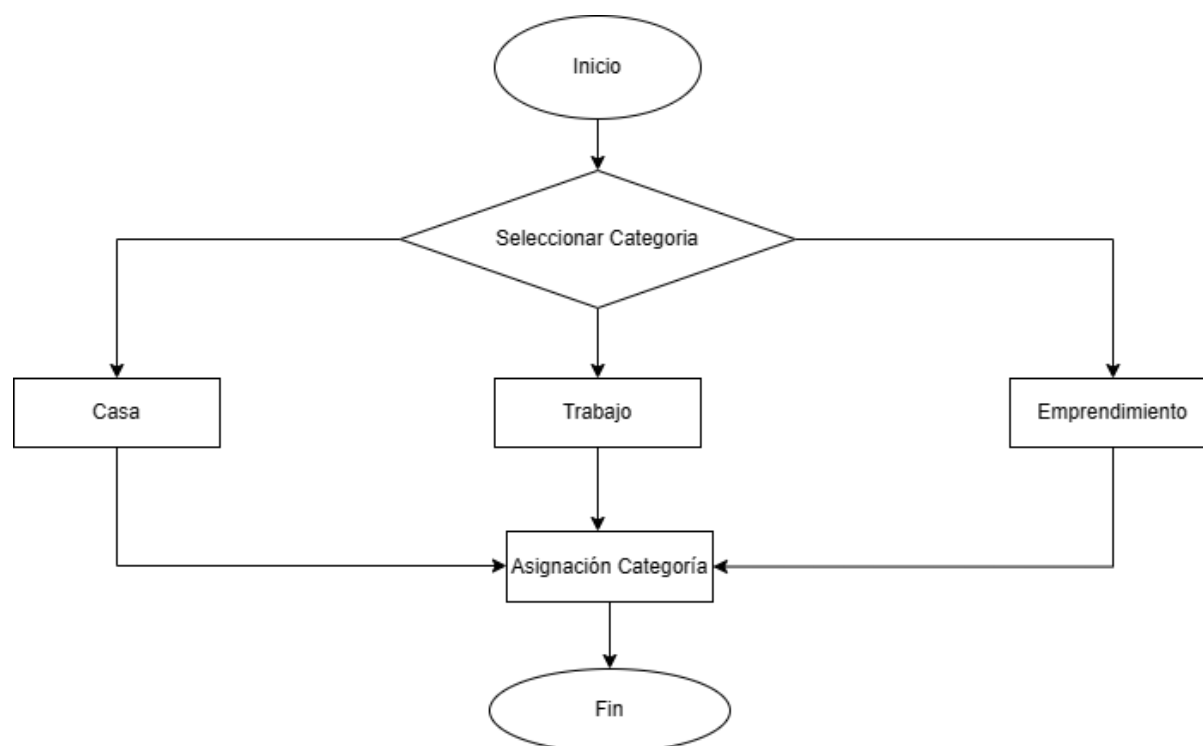 Inicio
Seleccionar Categoria
Casa
Trabajo
Emprendimiento
Asignación Categoría
Fin